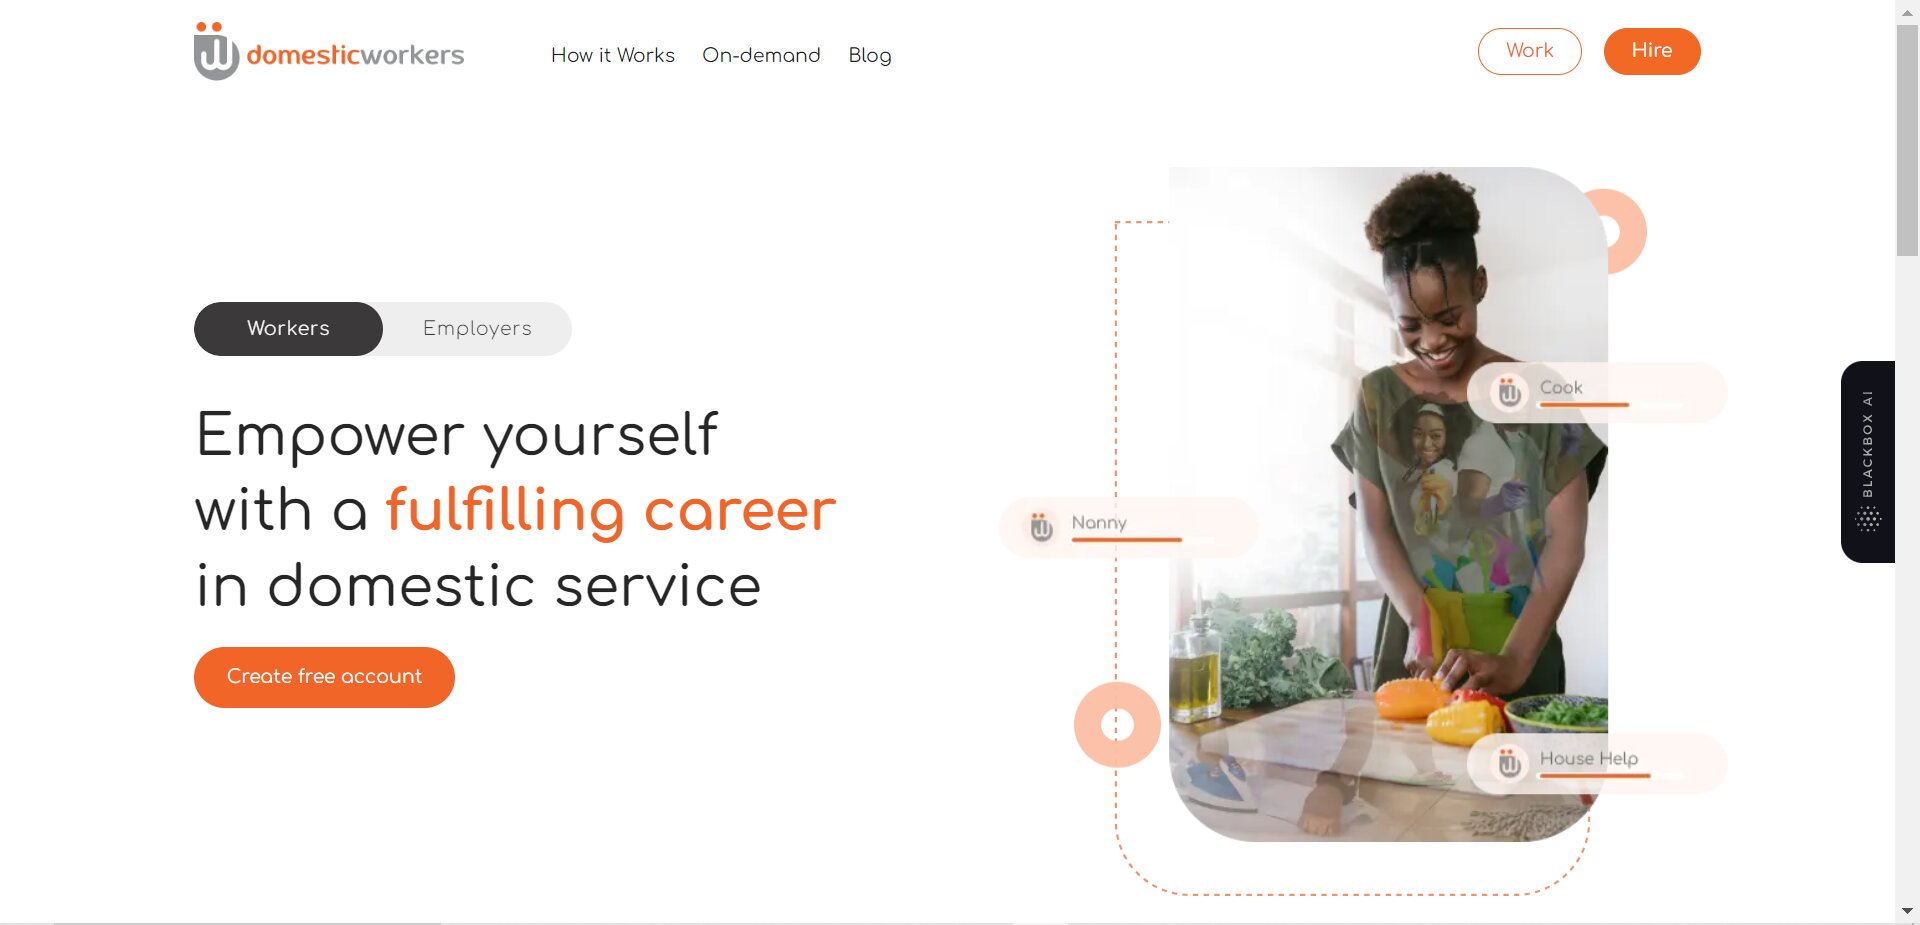 domesticworkers
How it Works
On-demand
Blog
Work
Hire
Workers
Employers
Empower yourself
with a fulfilling career
in domestic service
Create free account
Cook
Nanny
House Help
BLACKBOX AI